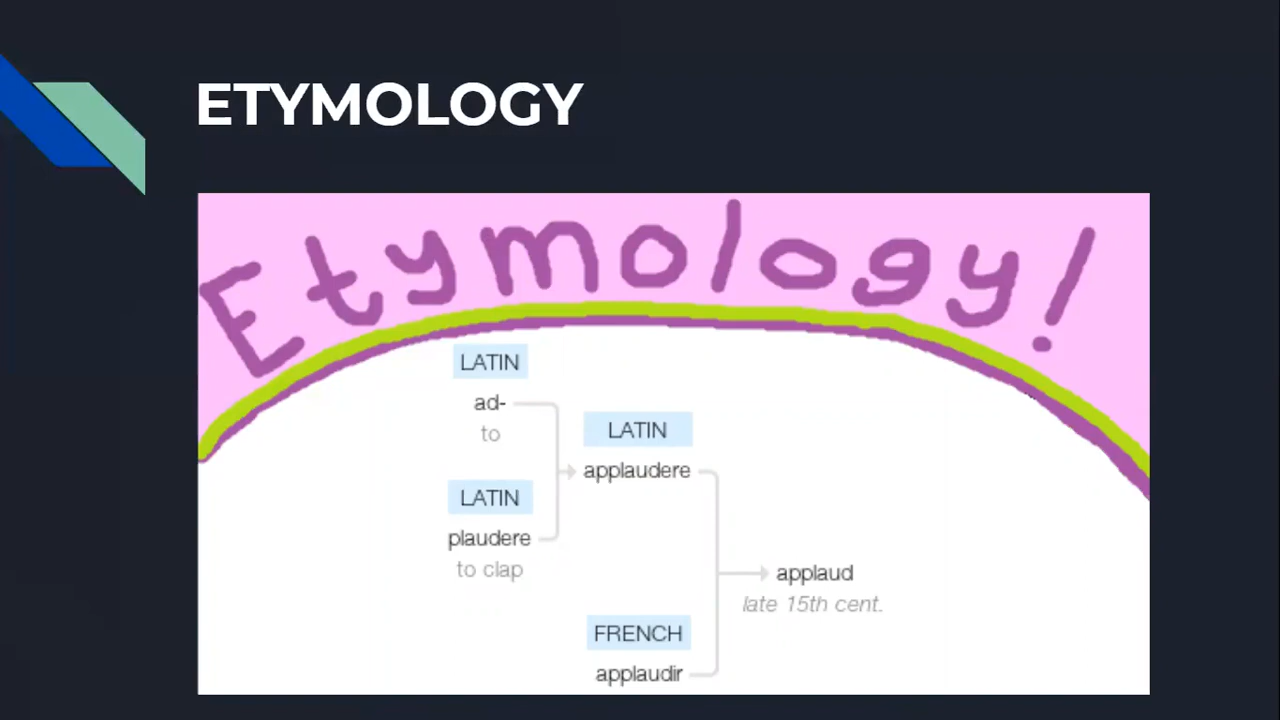 ETYMOLOGY
Etymology!
LATIN
ad-
to
LATIN
plaudere
to clap
LATIN
applaudere
FRENCH
applaudir
applaud
late 15th cent.